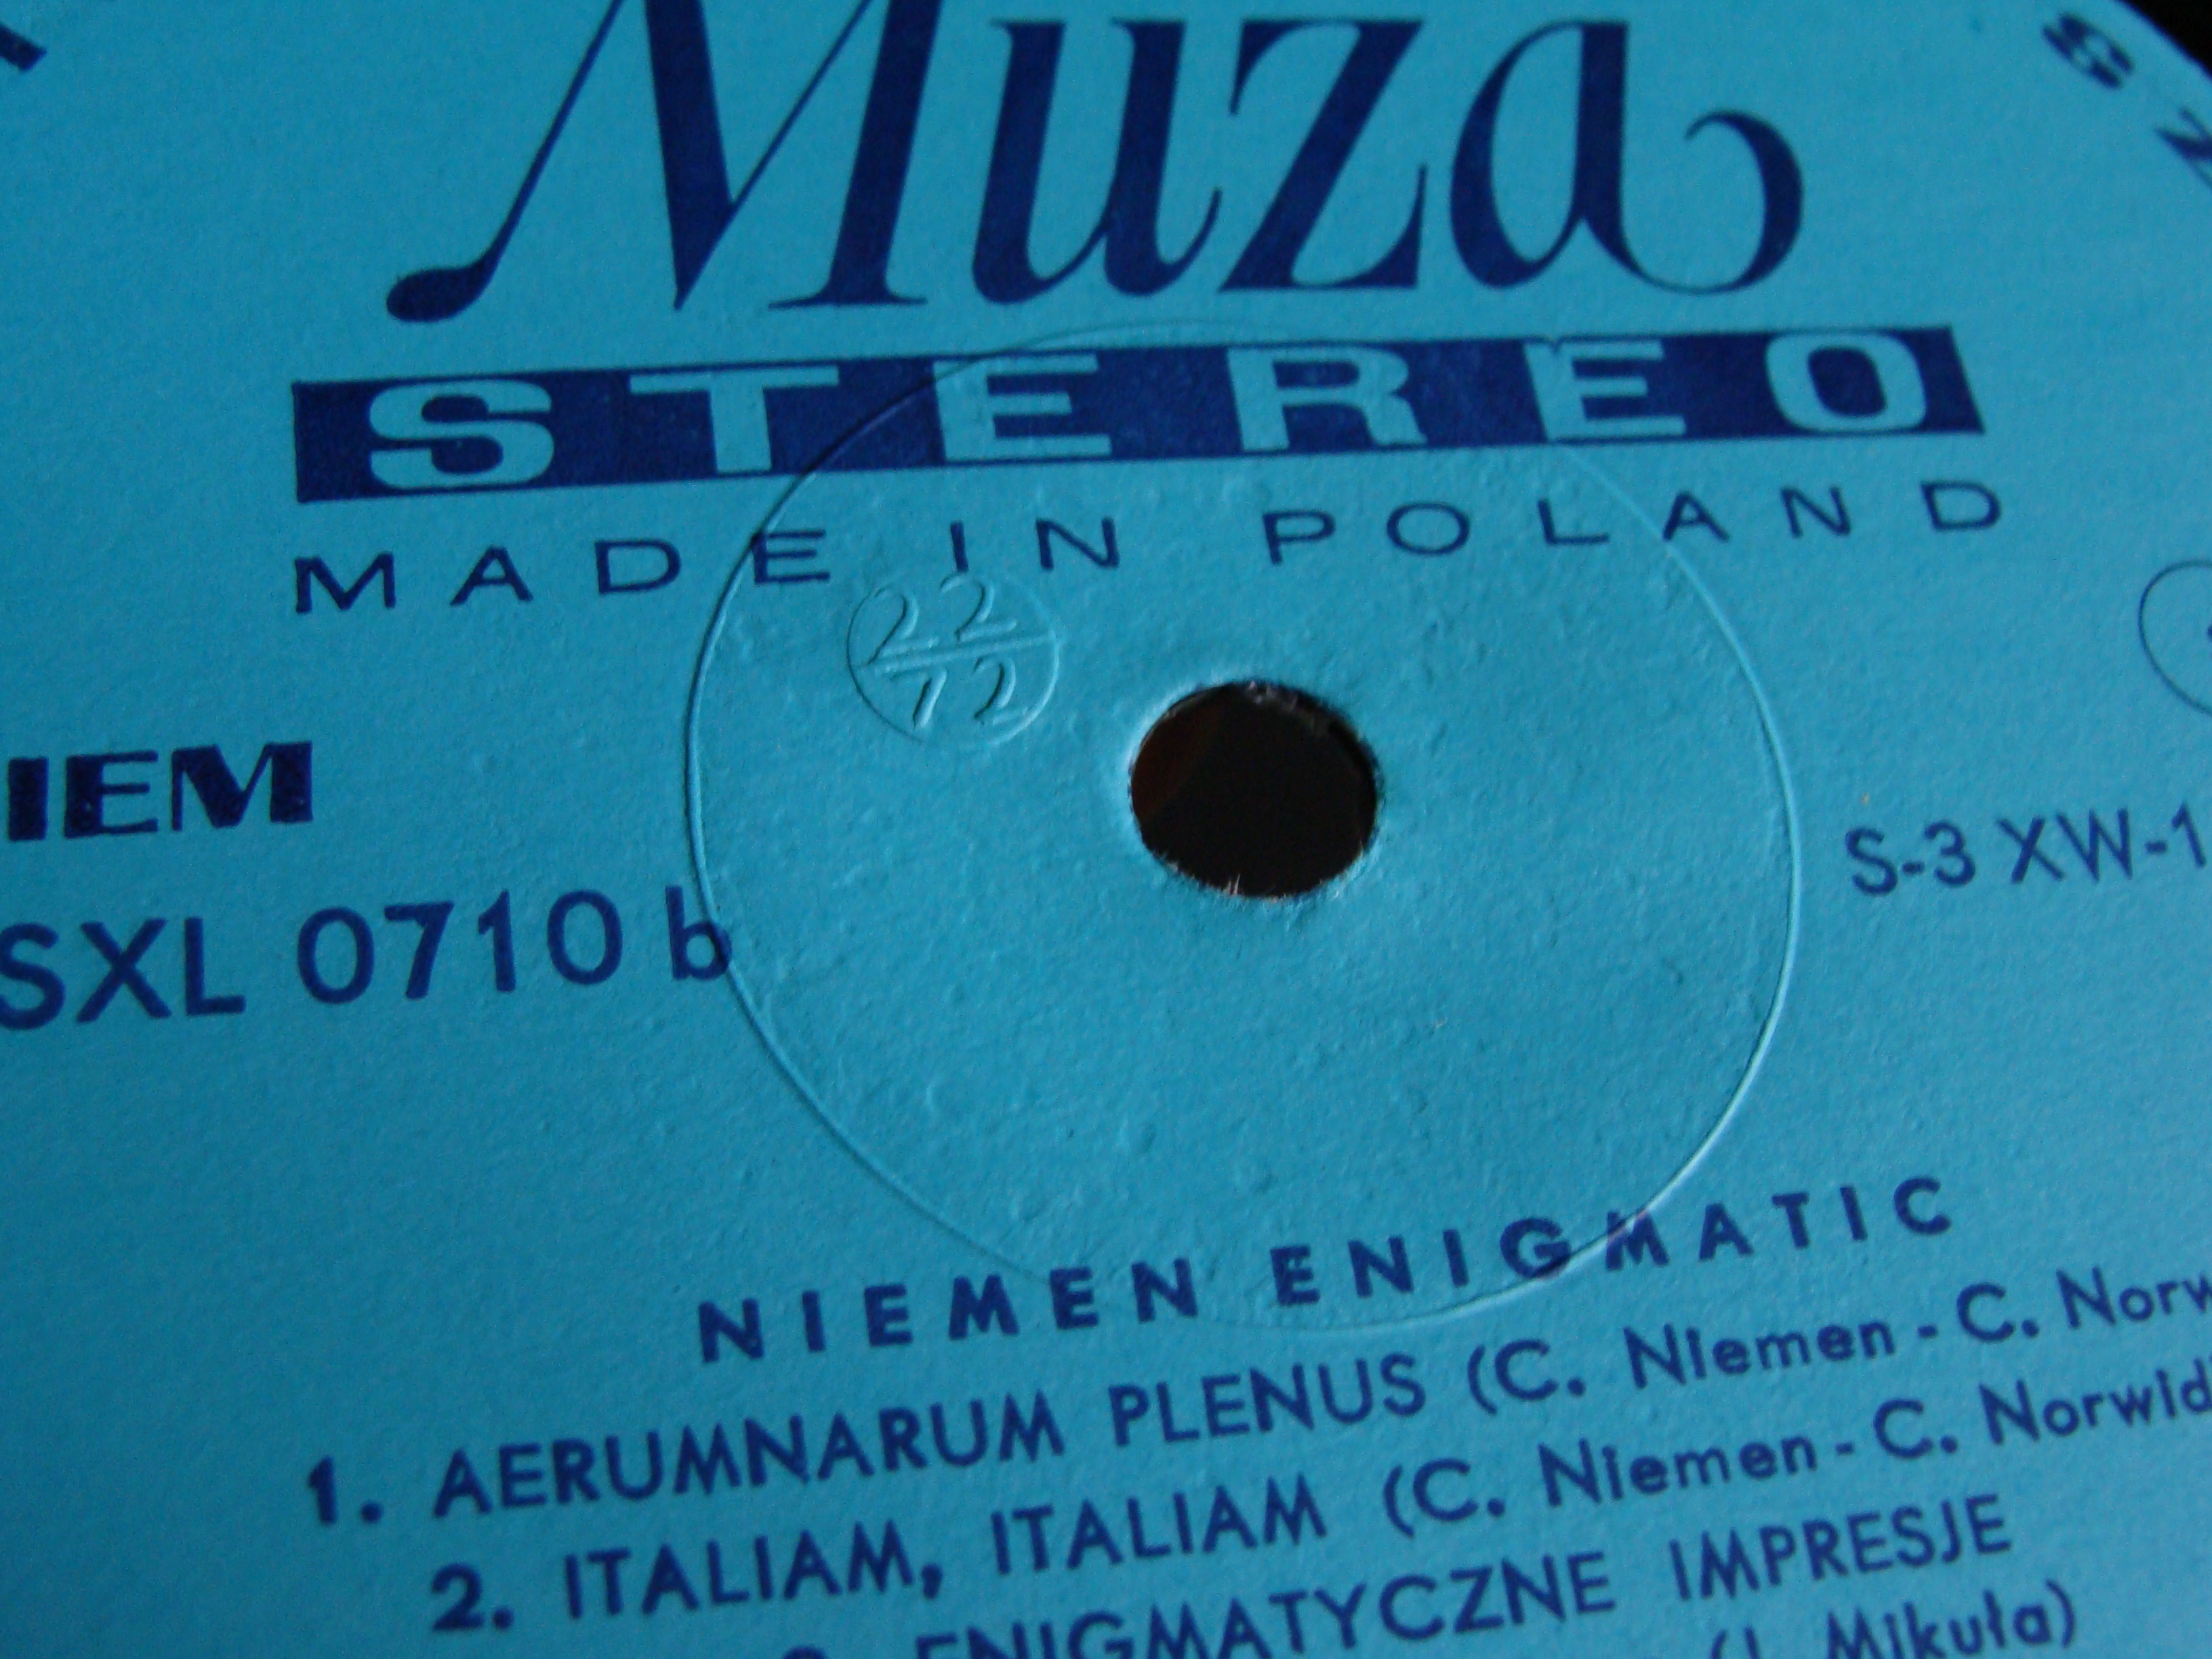 Muza
STEREO
MADE IN POLAND
22
72
IEM
SXL 0710 b
S-3 XW-1
NIEMEN ENIGMATIC
1. AERUMNARUM PLENUS (C. Niemen - C. Norw
2. ITALIAM, ITALIAM (C. Niemen - C. Norwid
ENIGMATYCZNE IMPRESJE
(J. Mikuła)